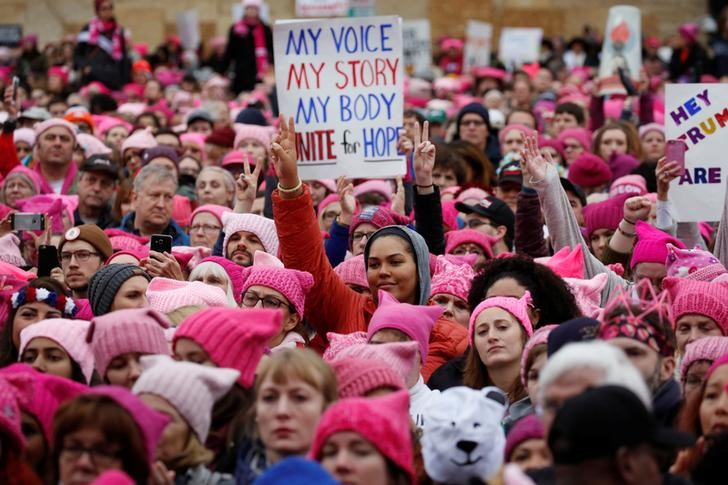 MY VOICE
MY STORY
MY BODY
UNITE for HOPE
HEY
TRUM
ARE